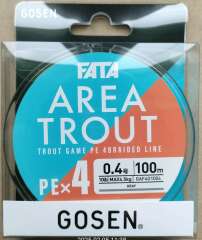 GOSEN
FATA
AREA
TROUT
TROUT GAME PE 4BRAIDED LINE
PE×4
0.4号 100m
GOSEN